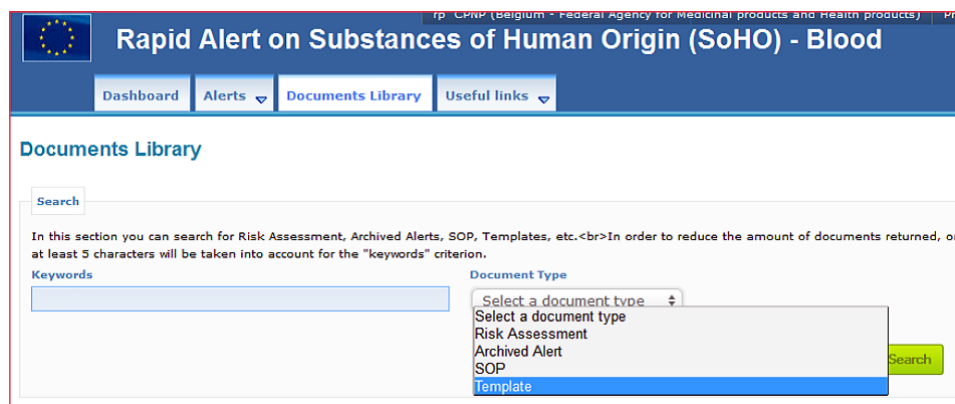 rp CPNP (Belgium - Federal Agency for Medicinal products and Health products)
Rapid Alert on Substances of Human Origin (SoHO) - Blood
Dashboard Alerts Documents Library Useful links
Documents Library
Search
In this section you can search for Risk Assessment, Archived Alerts, SOP, Templates, etc.<br>In order to reduce the amount of documents returned,
at least 5 characters will be taken into account for the "keywords" criterion.
Keywords Document Type
Select a document type
Select a document type
Risk Assessment
Archived Alert
SOP
Search
Template